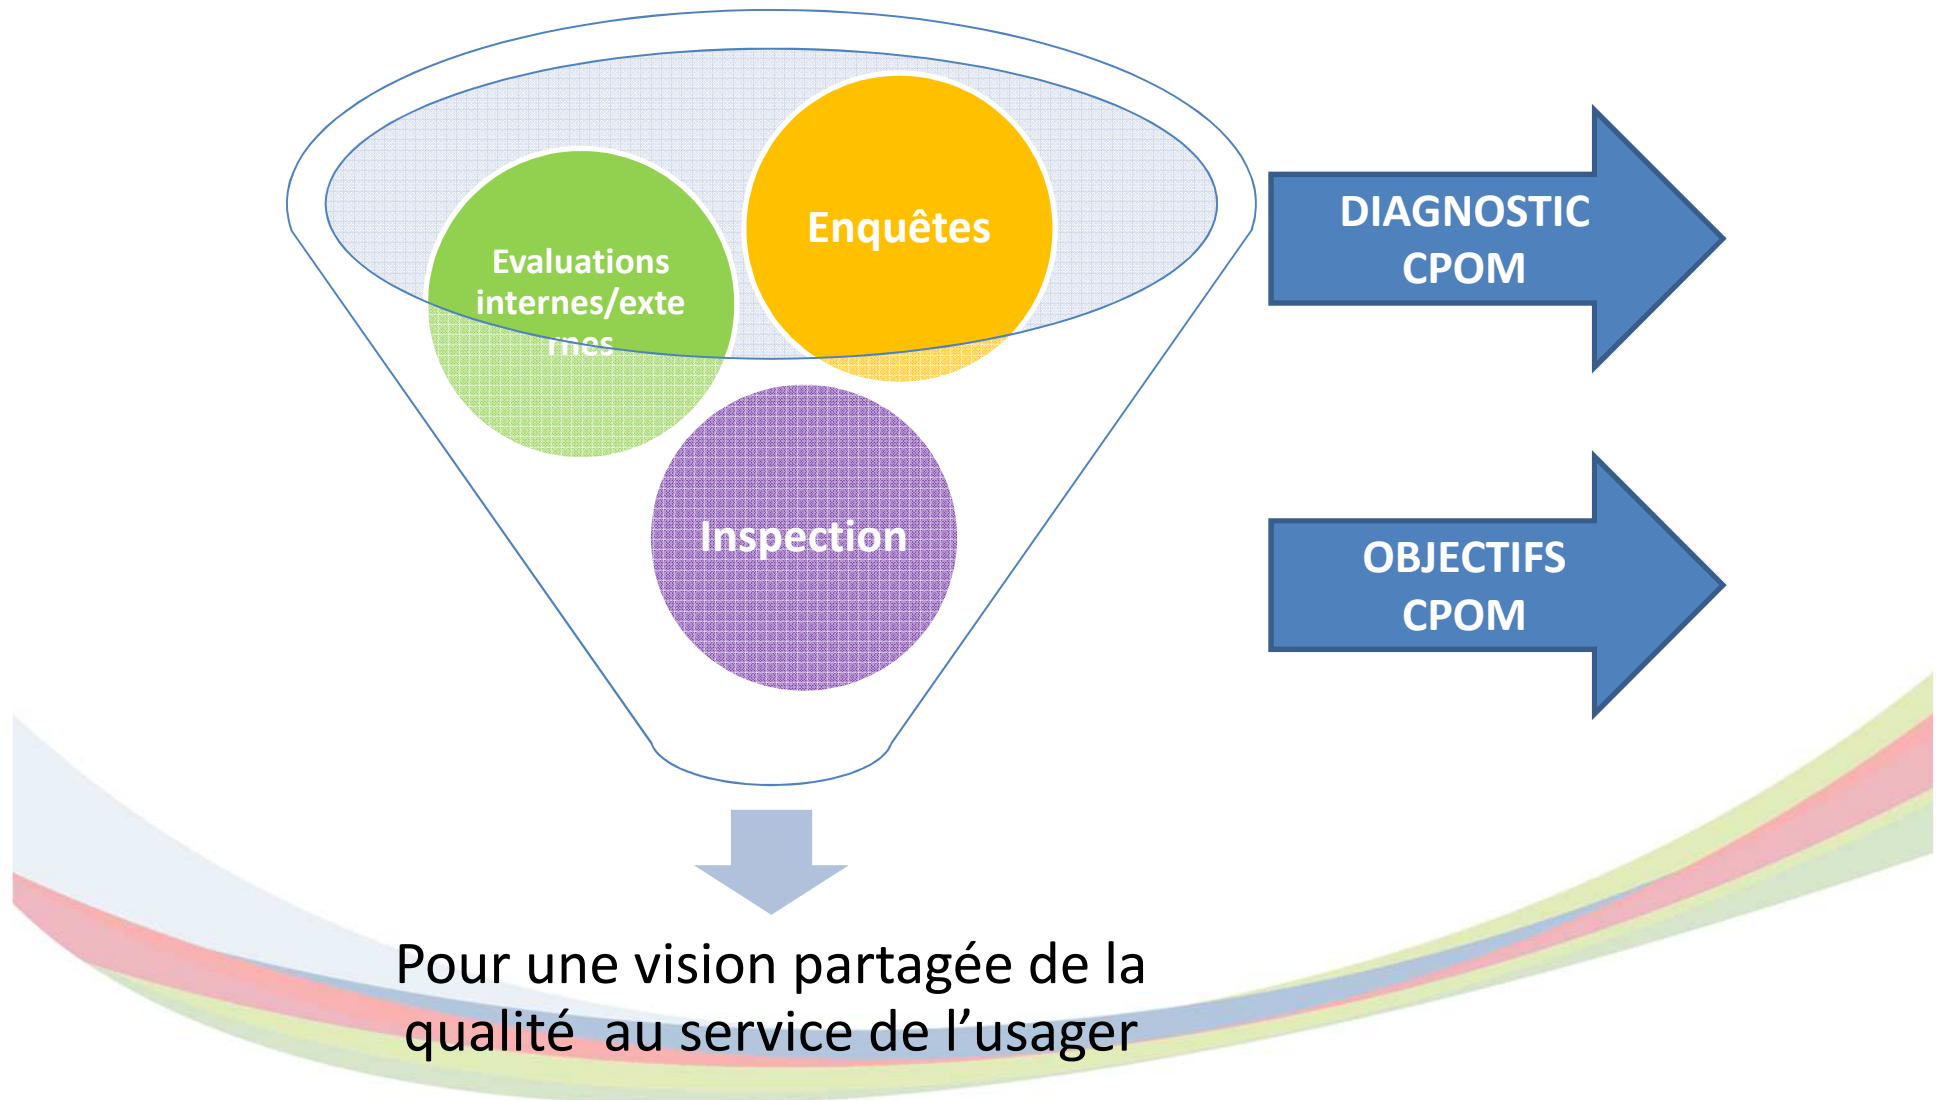 Enquêtes
Evaluations
internes/exte
rnes
Inspection
DIAGNOSTIC
CPOM
OBJECTIFS
CPOM
Pour une vision partagée de la
qualité  au service de l’usager